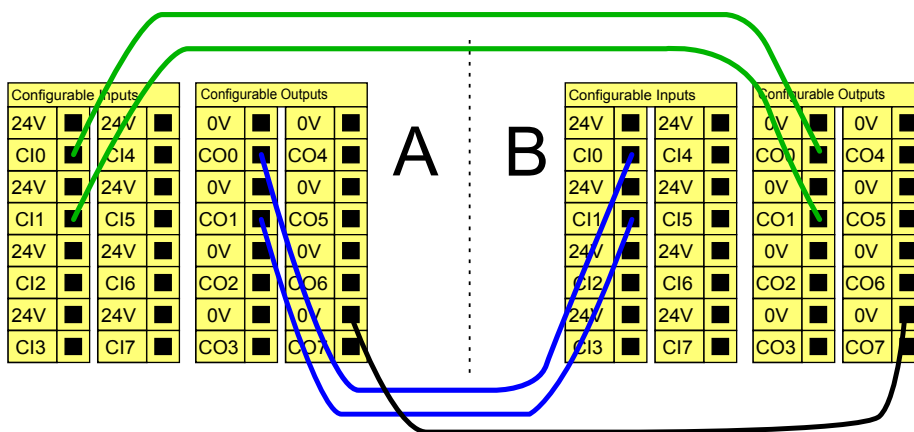 A B
Configurable Inputs Configurable Outputs Configurable Inputs Configurable Outputs
24V 24V 0V 0V 24V 24V 0V 0V
CI0 CI4 CO0 CO4 CI0 CI4 CO0 CO4
24V 24V 0V 0V 24V 24V 0V 0V
CI1 CI5 CO1 CO5 CI1 CI5 CO1 CO5
24V 24V 0V 0V 24V 24V 0V 0V
CI2 CI6 CO2 CO6 CI2 CI6 CO2 CO6
24V 24V 0V 0V 24V 24V 0V 0V
CI3 CI7 CO3 CO7 CI3 CI7 CO3 CO7